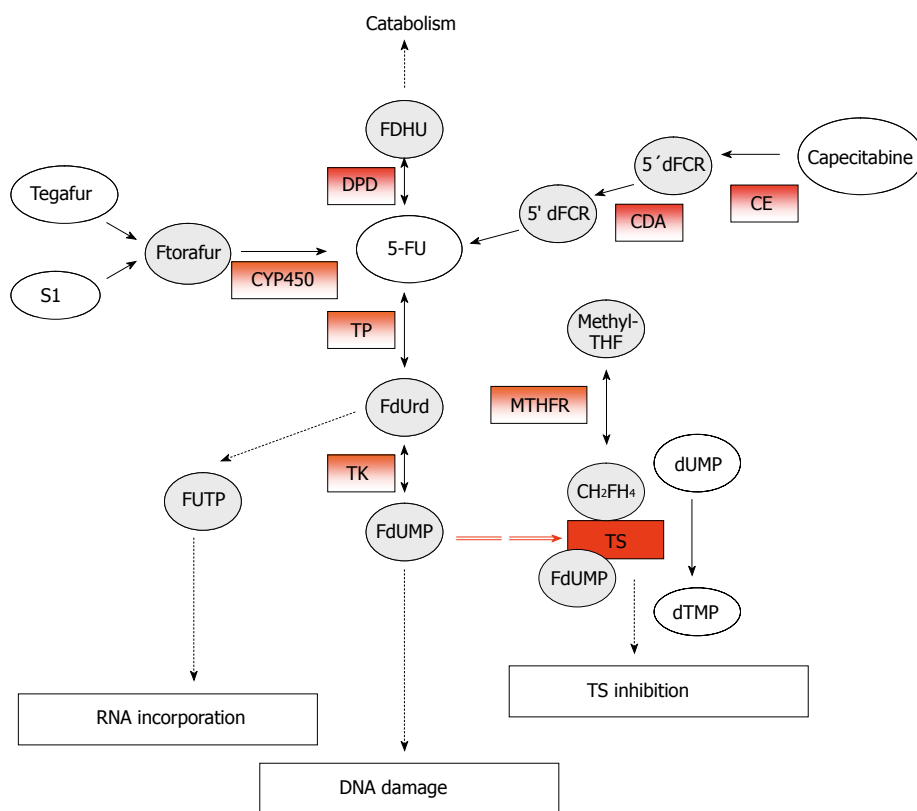 Catabolism
FDHU
DPD
5´dFCR
Capecitabine
CE
5' dFCR
CDA
Tegafur
Ftorafur
5-FU
CYP450
S1
TP
Methyl-
THF
MTHFR
FdUrd
TK
dUMP
CH₂FH₄
FUTP
FdUMP
TS
FdUMP
dTMP
TS inhibition
RNA incorporation
DNA damage